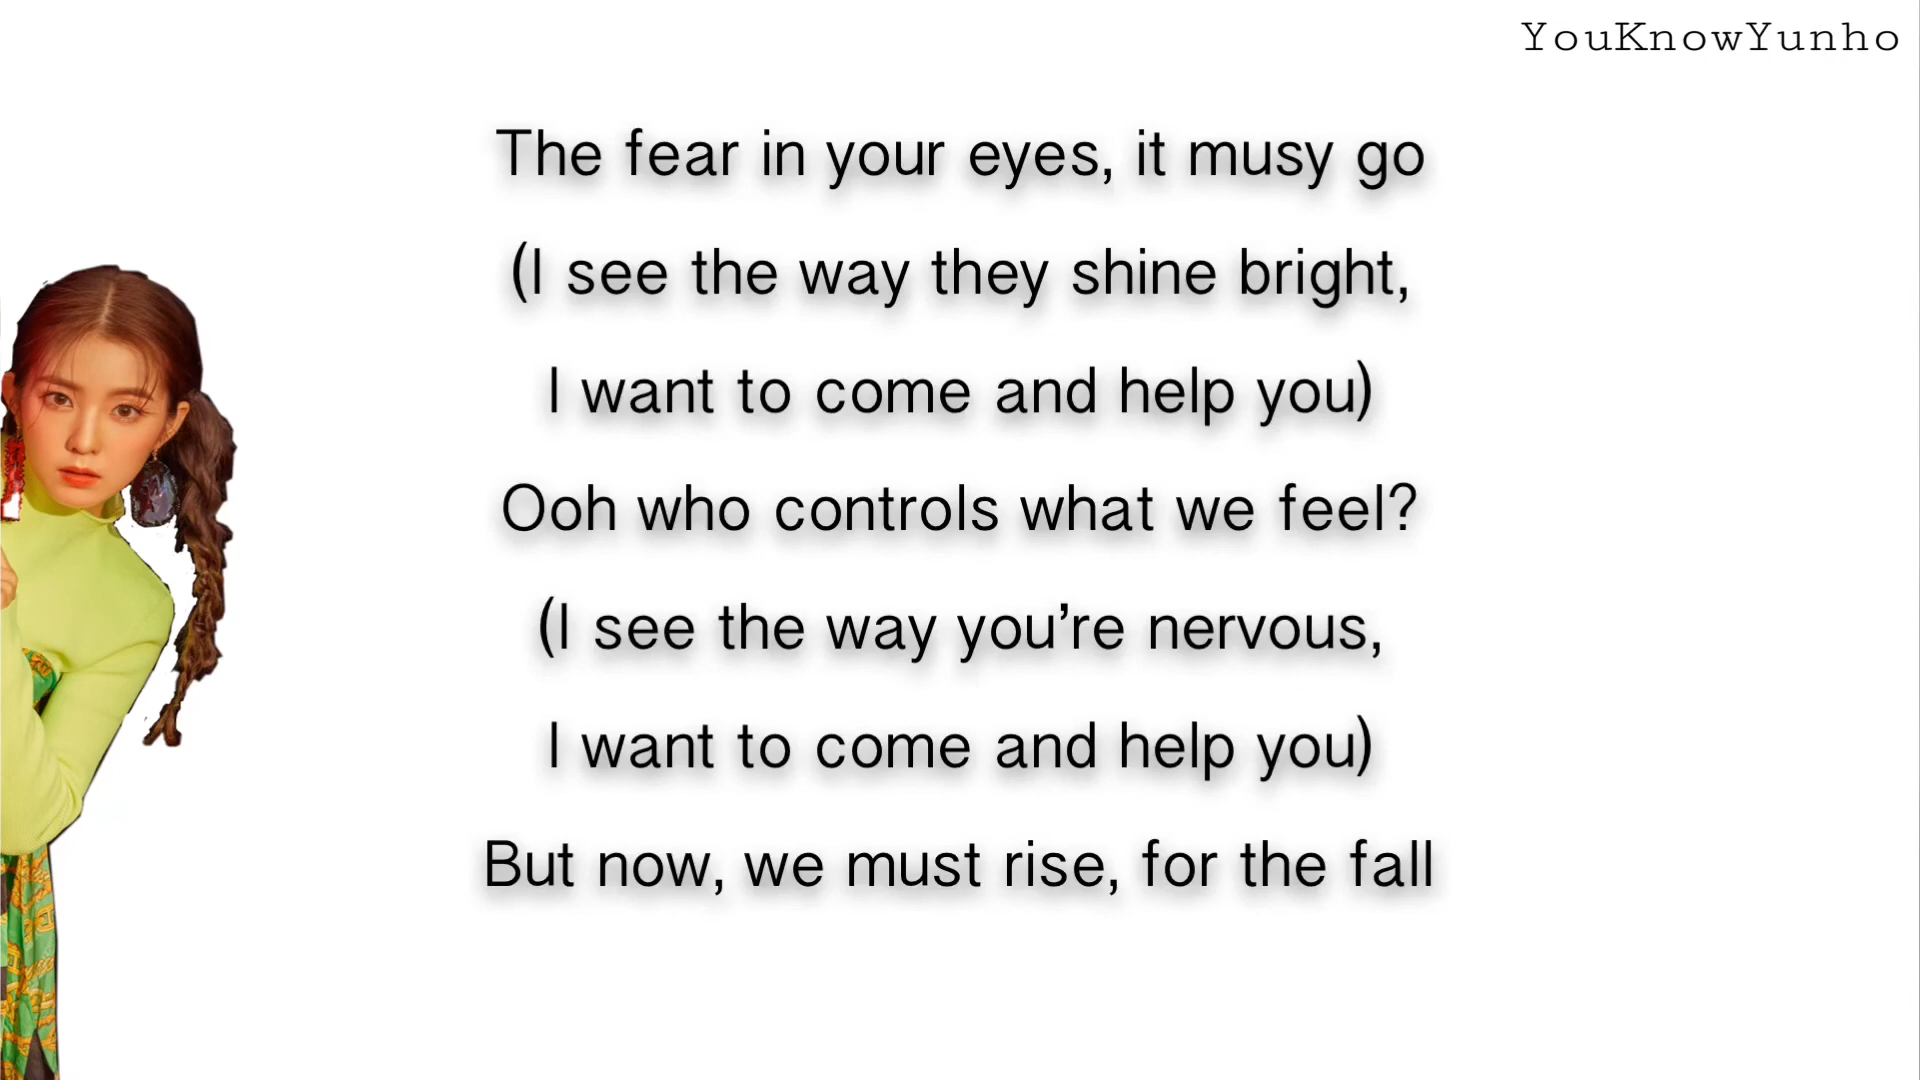 YouKnowYunho
The fear in your eyes, it musy go
(I see the way they shine bright,
I want to come and help you)
Ooh who controls what we feel?
(I see the way you’re nervous,
I want to come and help you)
But now, we must rise, for the fall